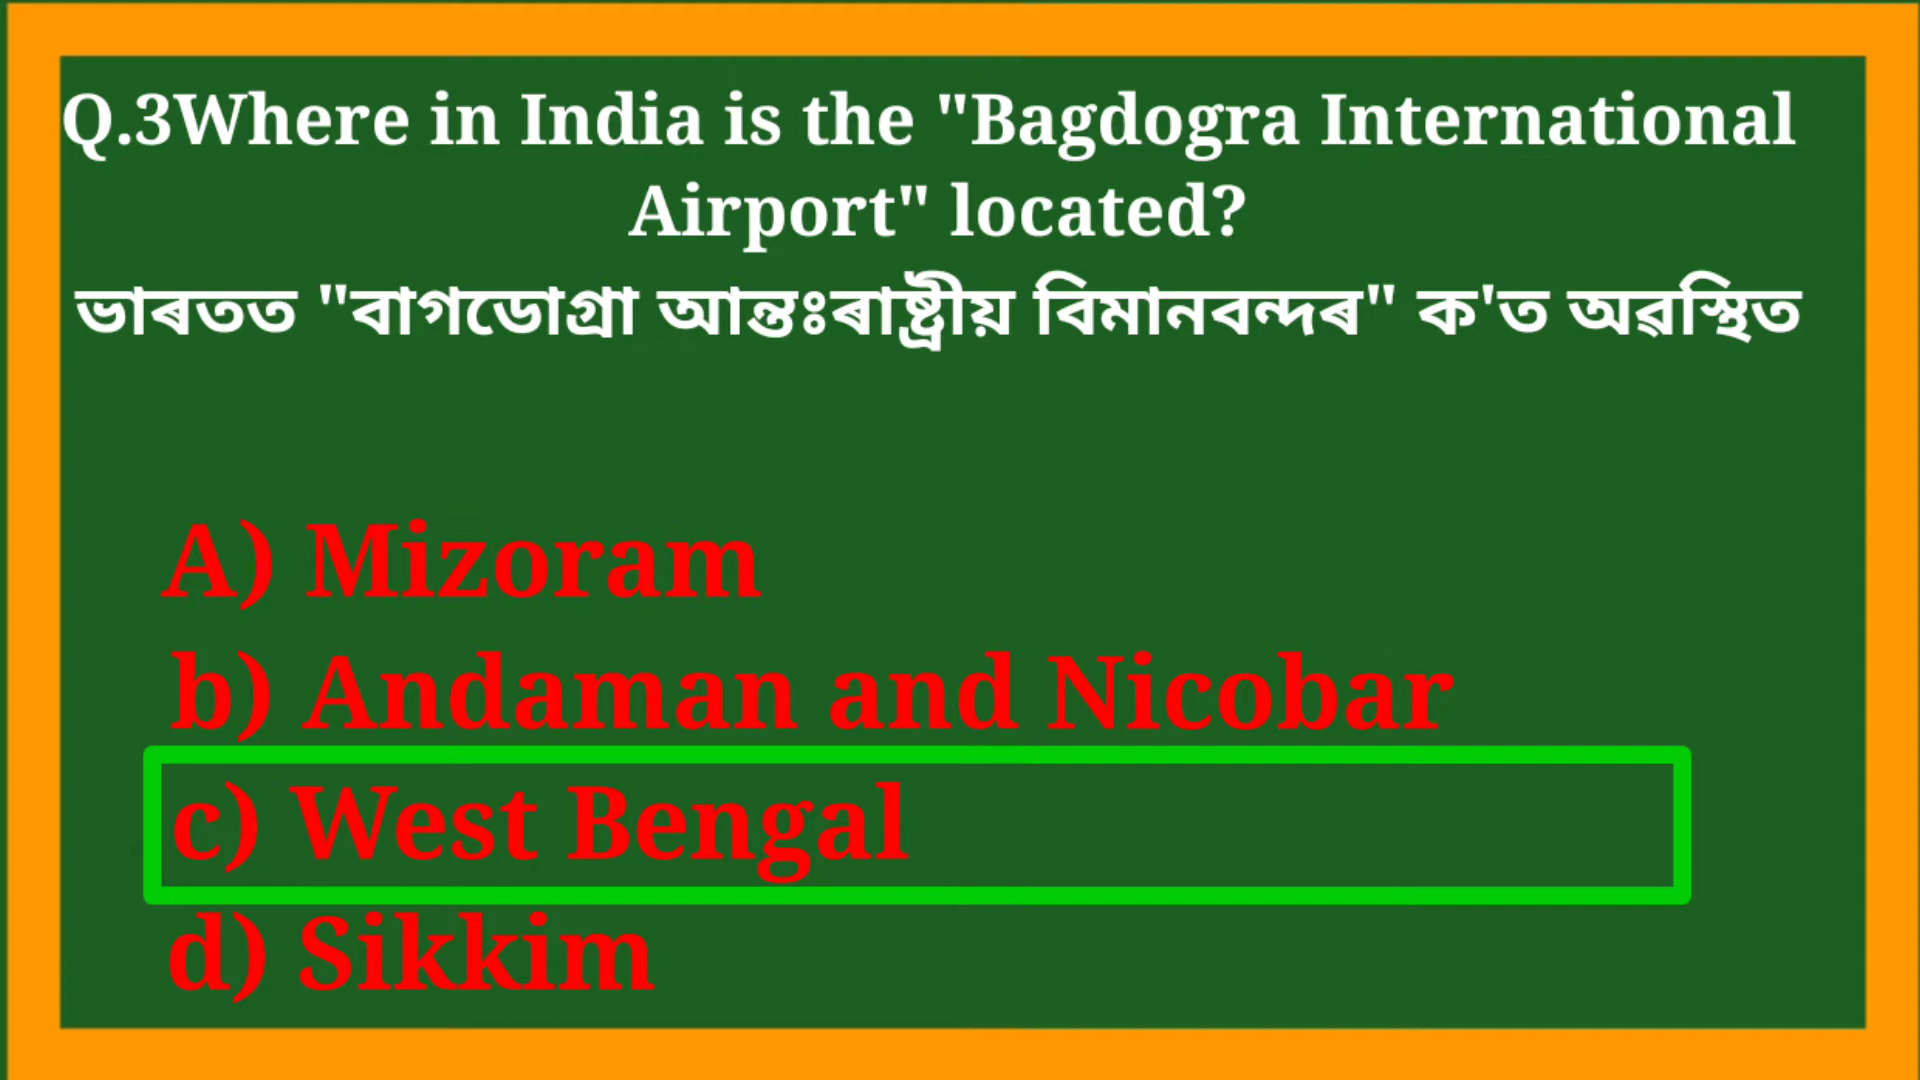 Q.3Where in India is the "Bagdogra International
Airport" located?
ভাৰতত "বাগডোগ্ৰা আন্তঃৰাষ্ট্ৰীয় বিমানবন্দৰ" ক'ত অৱস্থিত
A) Mizoram
b) Andaman and Nicobar
c) West Bengal
d) Sikkim